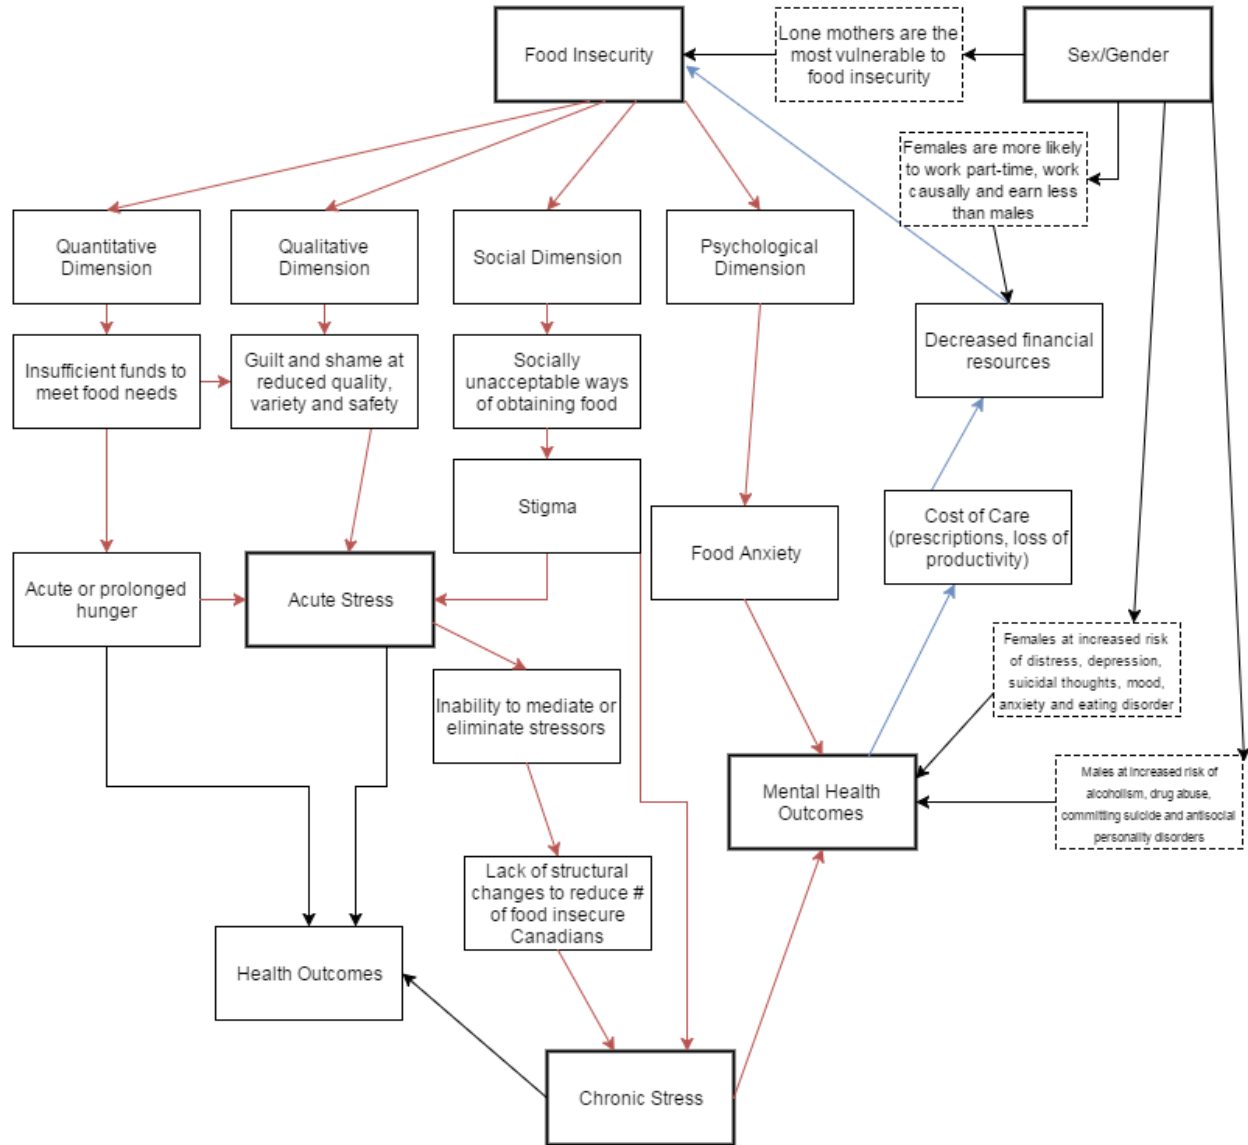 Food Insecurity
Lone mothers are the
most vulnerable to
food insecurity
Sex/Gender
Females are more likely
to work part-time, work
causally and earn less
than males
Quantitative
Dimension
Qualitative
Dimension
Social Dimension
Psychological
Dimension
Insufficient funds to
meet food needs
Guilt and shame at
reduced quality,
variety and safety
Socially
unacceptable ways
of obtaining food
Decreased financial
resources
Stigma
Food Anxiety
Cost of Care
(prescriptions, loss of
productivity)
Acute or prolonged
hunger
Acute Stress
Females at increased risk
of distress, depression,
suicidal thoughts, mood,
anxiety and eating disorder
Inability to mediate or
eliminate stressors
Mental Health
Outcomes
Males at increased risk of
alcoholism, drug abuse,
committing suicide and antisocial
personality disorders
Lack of structural
changes to reduce #
of food insecure
Canadians
Health Outcomes
Chronic Stress